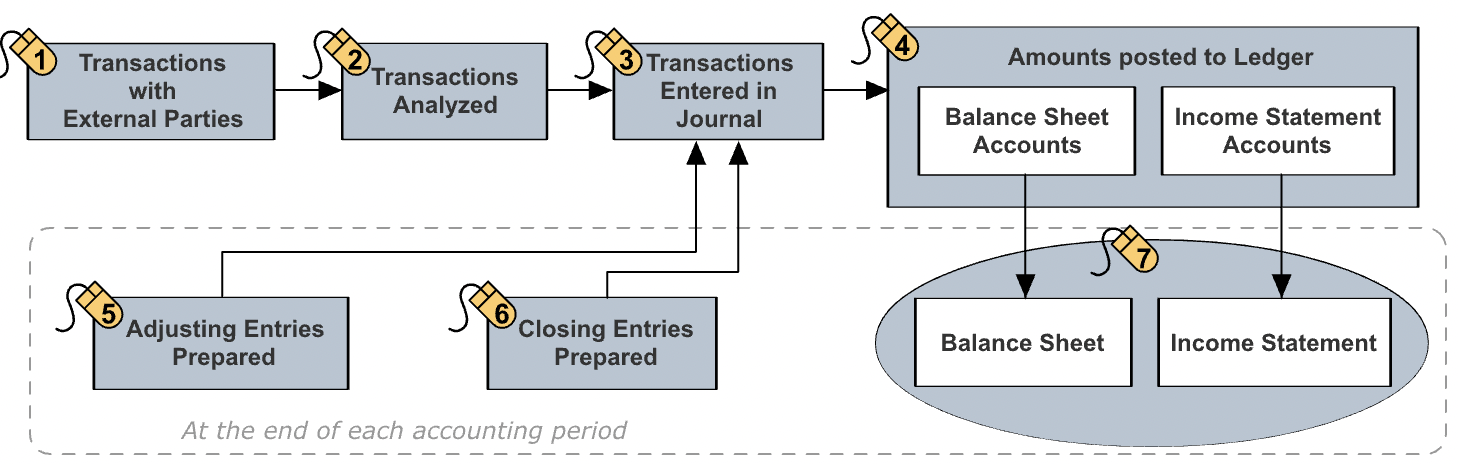 1
Transactions
with
External Parties
2
Transactions
Analyzed
3
Transactions
Entered in
Journal
4
Amounts posted to Ledger
Balance Sheet
Accounts
Income Statement
Accounts
5
Adjusting Entries
Prepared
6
Closing Entries
Prepared
7
Balance Sheet
Income Statement
At the end of each accounting period